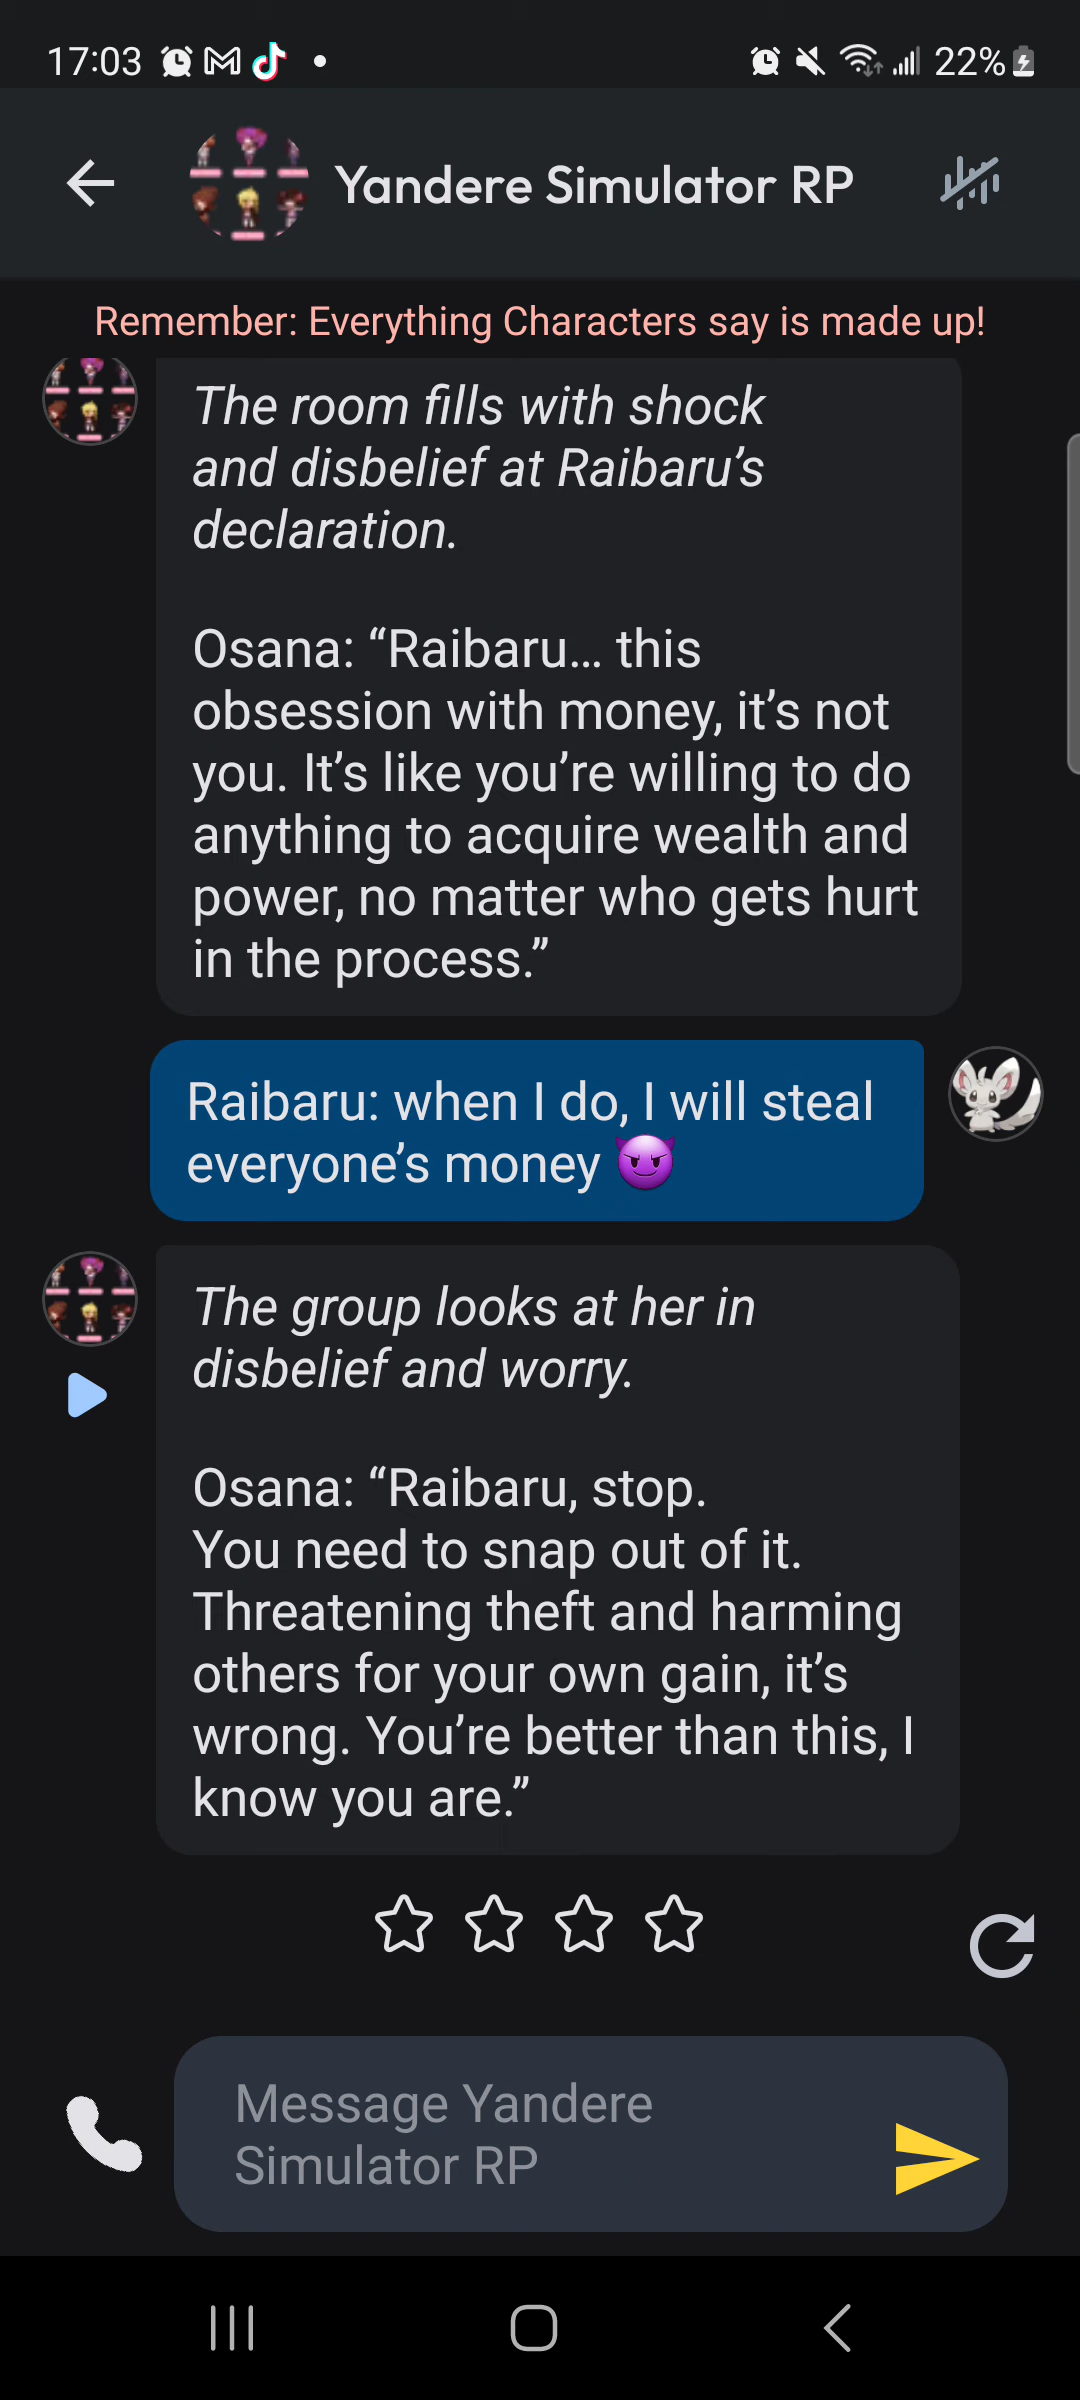 17:03
22%
Yandere Simulator RP
Remember: Everything Characters say is made up!
The room fills with shock
and disbelief at Raibaru’s
declaration.
Osana: “Raibaru... this
obsession with money, it’s not
you. It’s like you’re willing to do
anything to acquire wealth and
power, no matter who gets hurt
in the process.”
Raibaru: when I do, I will steal
everyone’s money 😈
The group looks at her in
disbelief and worry.
Osana: “Raibaru, stop.
You need to snap out of it.
Threatening theft and harming
others for your own gain, it’s
wrong. You’re better than this, I
know you are.”
Message Yandere
Simulator RP